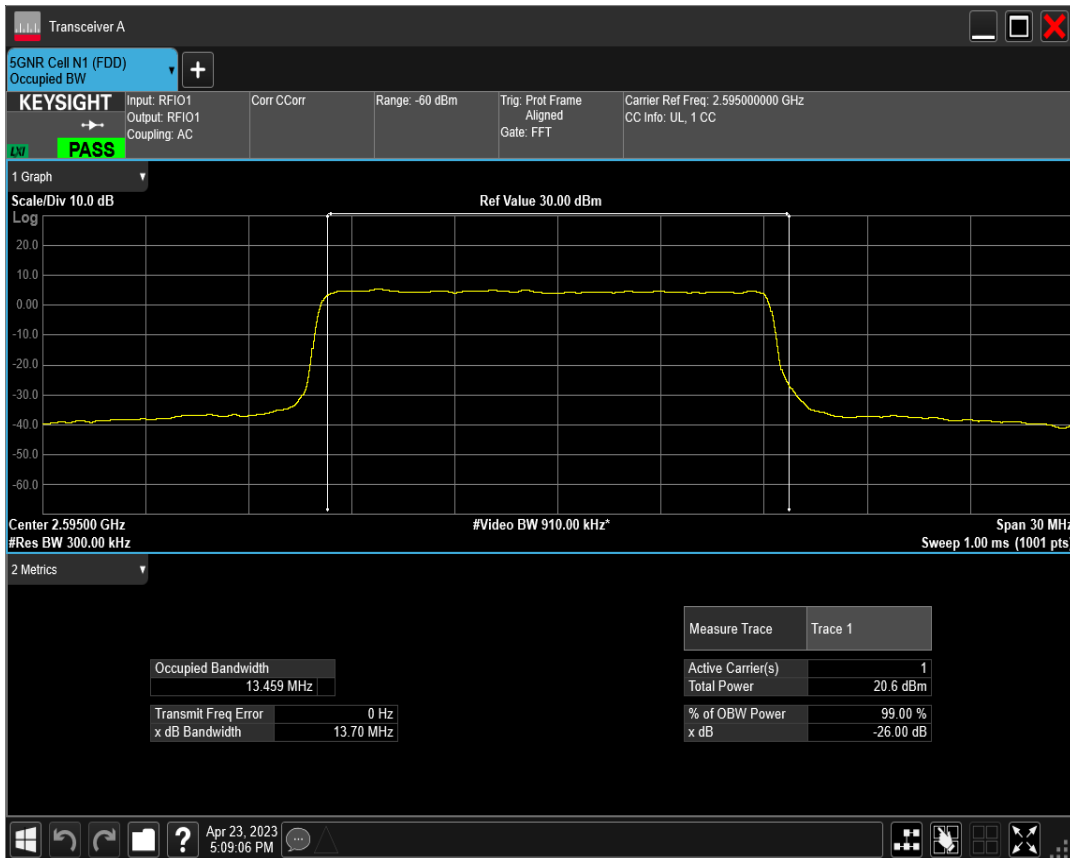 Transceiver A
5GNR Cell N1 (FDD)
Occupied BW
+
KEYSIGHT
LXI
PASS
Input: RFIO1
Output: RFIO1
Coupling: AC
Corr CCorr
Range: -60 dBm
Trig: Prot Frame
Aligned
Gate: FFT
Carrier Ref Freq: 2.595000000 GHz
CC Info: UL, 1 CC
1 Graph
Scale/Div 10.0 dB
Ref Value 30.00 dBm
Log
20.0
10.0
0.00
-10.0
-20.0
-30.0
-40.0
-50.0
-60.0
Center 2.59500 GHz
#Video BW 910.00 kHz*
Span 30 MHz
#Res BW 300.00 kHz
Sweep 1.00 ms (1001 pts)
2 Metrics
Measure Trace Trace 1
Occupied Bandwidth
13.459 MHz
Active Carrier(s) 1
Total Power 20.6 dBm
Transmit Freq Error 0 Hz
x dB Bandwidth 13.70 MHz
% of OBW Power 99.00 %
x dB -26.00 dB
?
Apr 23, 2023
5:09:06 PM